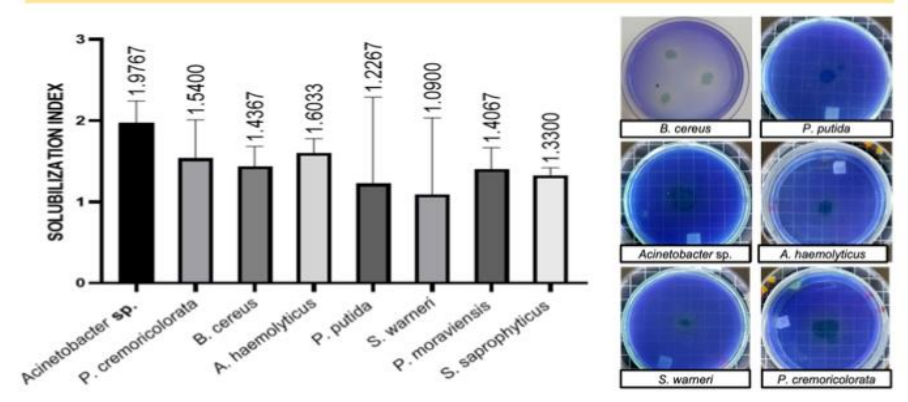 SOLUBILIZATION INDEX
3
2
1
0
1.9767
1.5400
1.4367
1.6033
1.2267
1.0900
1.4067
1.3300
Acinetobacter sp.
P. cremoricolorata
B. cereus
A. haemolyticus
P. putida
S. warneri
P. moraviensis
S. saprophyticus
B. cereus
P. putida
Acinetobacter sp.
A. haemolyticus
S. warneri
P. cremoricolorata